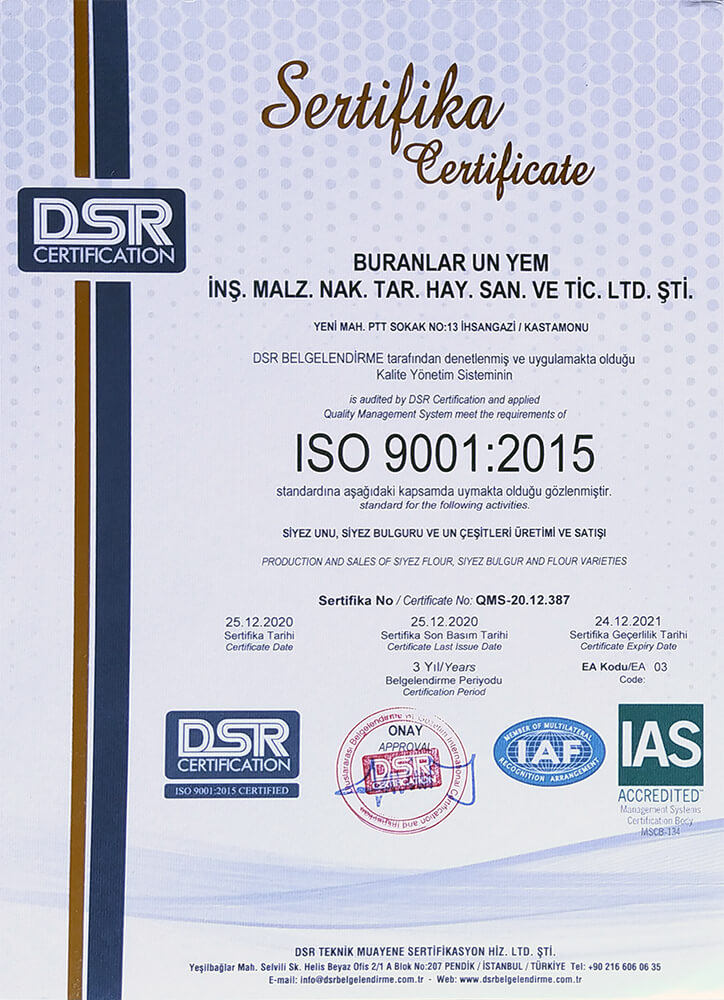 Sertifika
Certificate
DSR
CERTIFICATION
BURANLAR UN YEM
İNŞ. MALZ. NAK. TAR. HAY. SAN. VE TİC. LTD. ŞTİ.
YENİ MAH. PTT SOKAK NO:13 İHSANGAZİ / KASTAMONU
DSR BELGELENDİRME tarafından denetlenmiş ve uygulamakta olduğu
Kalite Yönetim Sisteminin
is audited by DSR Certification and applied
Quality Management System meet the requirements of
ISO 9001:2015
standardına aşağıdaki kapsamda uymakta olduğu gözlenmiştir.
standard for the following activities.
SİYEZ UNU, SİYEZ BULGURU VE UN ÇEŞİTLERİ ÜRETİMİ VE SATIŞI
PRODUCTION AND SALES OF SIYEZ FLOUR, SIYEZ BULGUR AND FLOUR VARIETIES
Sertifika No / Certificate No: QMS-20.12.387
25.12.2020
Sertifika Tarihi
Certificate Date
25.12.2020
Sertifika Son Basım Tarihi
Certificate Last Issue Date
24.12.2021
Sertifika Geçerlilik Tarihi
Certificate Expiry Date
3 Yıl/Years
Belgelendirme Periyodu
Certification Period
EA Kodu/EA 03
Code:
DSR
CERTIFICATION
ISO 9001:2015 CERTIFIED
ONAY
APPROVAL
DSR
International Certification and
MEMBER OF MULTILATERAL
IAF
RECOGNITION ARRANGEMENT
IAS
ACCREDITED
Management Systems
Certification Body
MSCB-134
DSR TEKNİK MUAYENE SERTİFİKASYON HİZ. LTD. ŞTİ.
Yeşilbağlar Mah. Selvili Sk. Helis Beyaz Ofis 2/1 A Blok No:207 PENDİK / İSTANBUL / TÜRKİYE Tel: +90 216 606 06 35
E-mail: info@dsrbelgelendirme.com.tr - Web: www.dsrbelgelendirme.com.tr